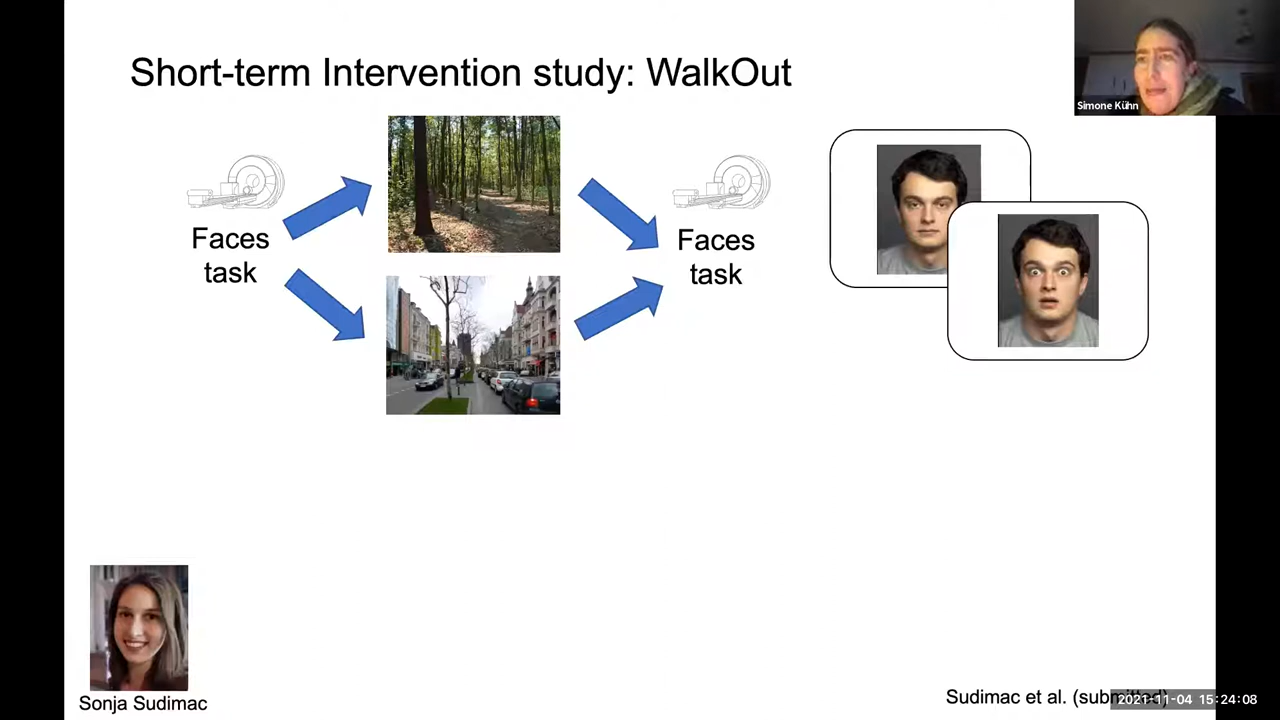 Short-term Intervention study: WalkOut
Simone Kühn
Faces
task
Faces
task
Sonja Sudimac
Sudimac et al. (submitted)
2021-11-04 15:24:08